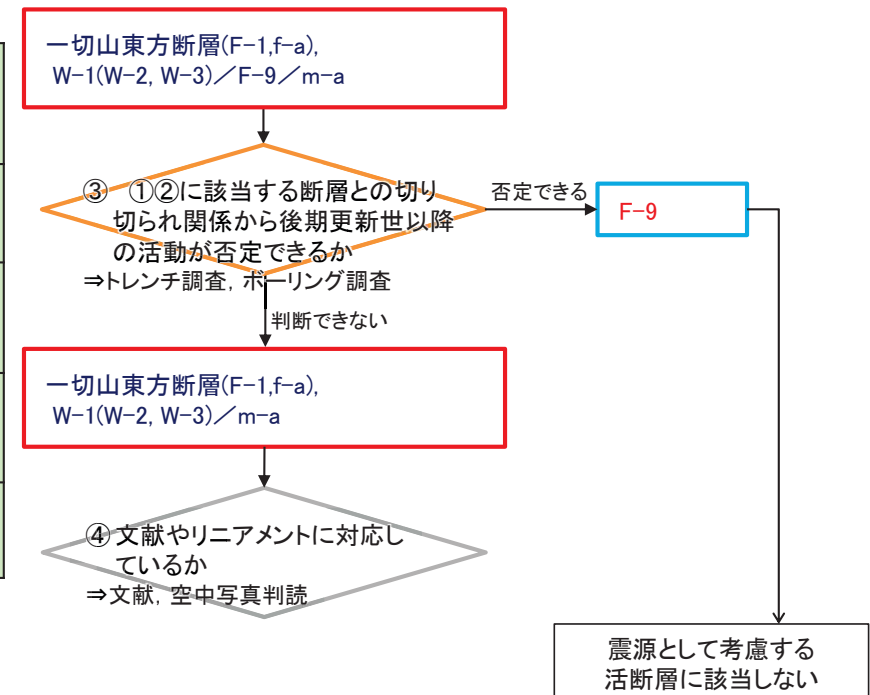 一切山東方断層(F-1,f-a),
W-1(W-2, W-3)／F-9／m-a
③　①②に該当する断層との切り
切られ関係から後期更新世以降
の活動が否定できるか
⇒トレンチ調査，ボーリング調査
否定できる
F-9
判断できない
一切山東方断層(F-1,f-a),
W-1(W-2, W-3)／m-a
④ 文献やリニアメントに対応し
ているか
⇒文献，空中写真判読
震源として考慮する
活断層に該当しない